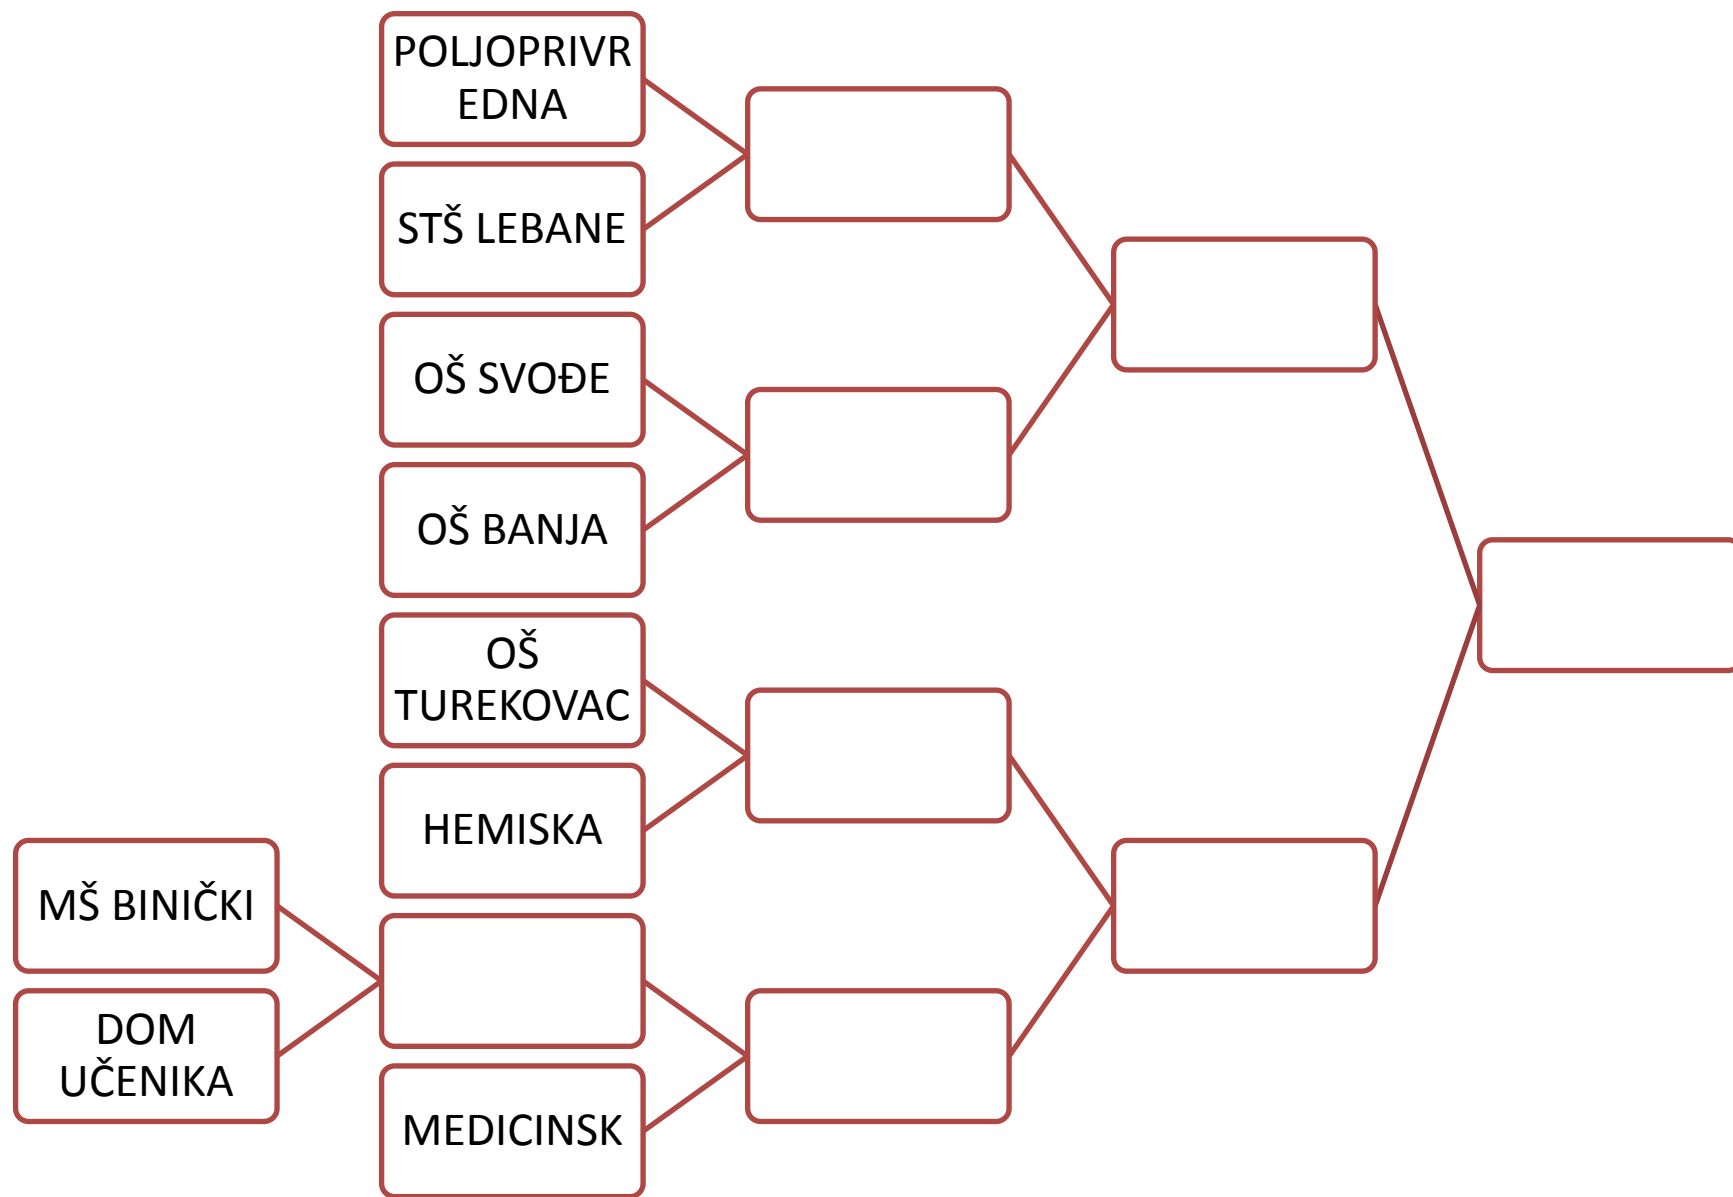 POLJOPRIVR
EDNA
STŠ LEBANE
OŠ SVOĐE
OŠ BANJA
OŠ
TUREKOVAC
HEMISKA
MŠ BINIČKI
DOM
UČENIKA
MEDICINSK